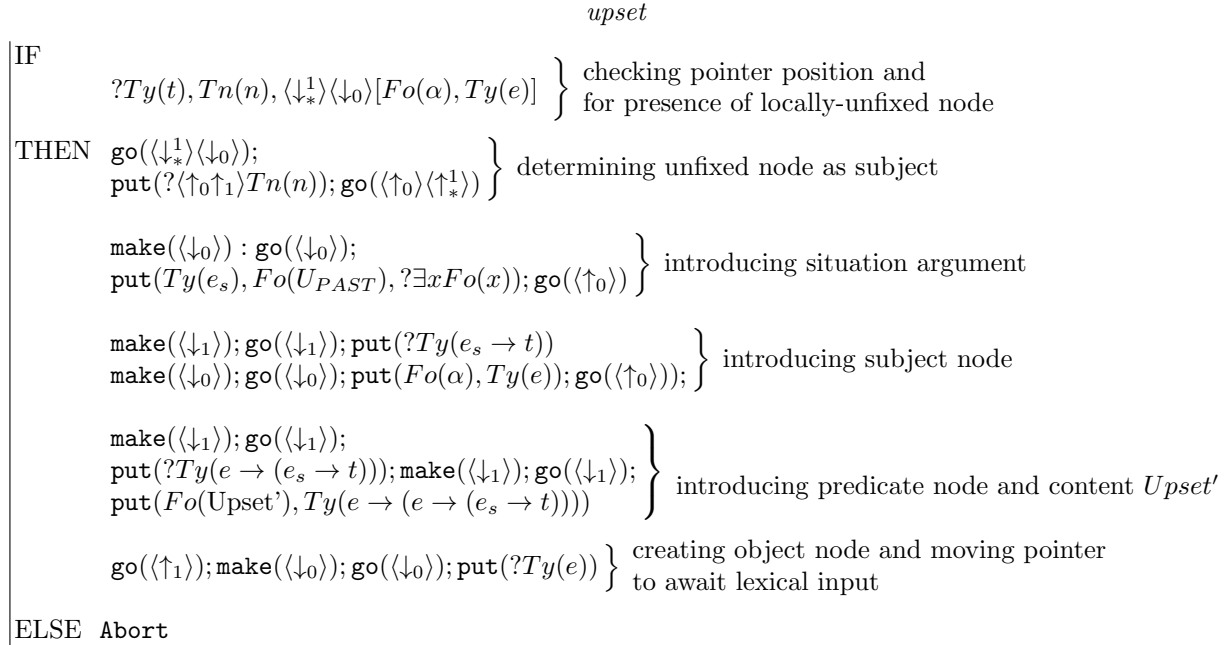 upset
IF
?Ty(t), Tn(n), ⟨↓¹∗⟩⟨↓₀⟩[Fo(α), Ty(e)] } checking pointer position and
for presence of locally-unfixed node
THEN go(⟨↓¹∗⟩⟨↓₀⟩);
put(?⟨↑₀↑₁⟩Tn(n)); go(⟨↑₀⟩⟨↑¹∗⟩) } determining unfixed node as subject
make(⟨↓₀⟩) : go(⟨↓₀⟩);
put(Ty(eₛ), Fo(U_PAST), ?∃xFo(x)); go(⟨↑₀⟩) } introducing situation argument
make(⟨↓₁⟩); go(⟨↓₁⟩); put(?Ty(eₛ → t))
make(⟨↓₀⟩); go(⟨↓₀⟩); put(Fo(α), Ty(e)); go(⟨↑₀⟩)); } introducing subject node
make(⟨↓₁⟩); go(⟨↓₁⟩);
put(?Ty(e → (eₛ → t))); make(⟨↓₁⟩); go(⟨↓₁⟩);
put(Fo(Upset'), Ty(e → (e → (eₛ → t)))) } introducing predicate node and content Upset′
go(⟨↑₁⟩); make(⟨↓₀⟩); go(⟨↓₀⟩); put(?Ty(e)) } creating object node and moving pointer
to await lexical input
ELSE Abort